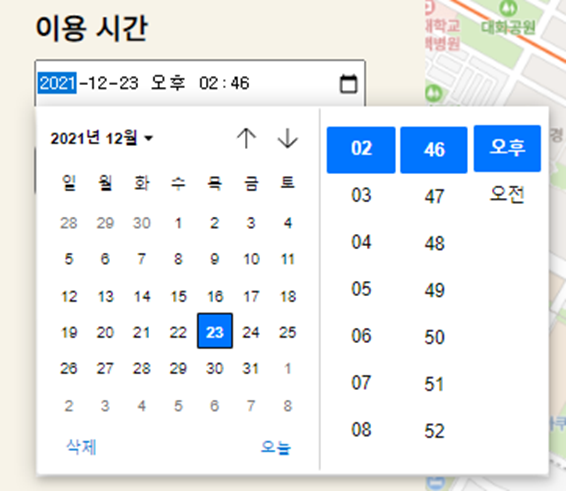 이용 시간
2021-12-23 오후 02:46
2021년 12월
일 월 화 수 목 금 토
28 29 30 1 2 3 4
5 6 7 8 9 10 11
12 13 14 15 16 17 18
19 20 21 22 23 24 25
26 27 28 29 30 31 1
2 3 4 5 6 7 8
삭제 오늘
02 46 오후
03 47 오전
04 48
05 49
06 50
07 51
08 52
대화공원
병원
경